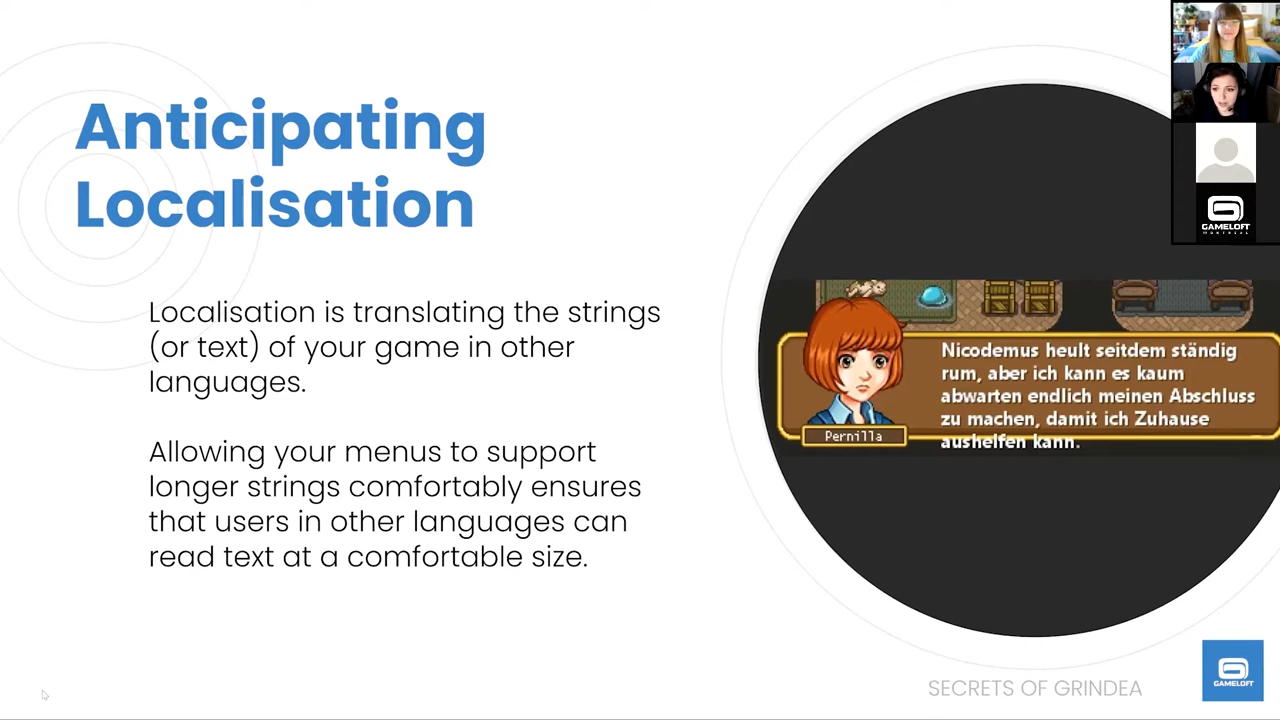 Anticipating
Localisation
Localisation is translating the strings
(or text) of your game in other
languages.
Allowing your menus to support
longer strings comfortably ensures
that users in other languages can
read text at a comfortable size.
Nicodemus heult seitdem ständig
rum, aber ich kann es kaum
abwarten endlich meinen Abschluss
zu machen, damit ich Zuhause
aushelfen kann.
Pernilla
GAMELOFT
MONTREAL
SECRETS OF GRINDEA
GAMELOFT